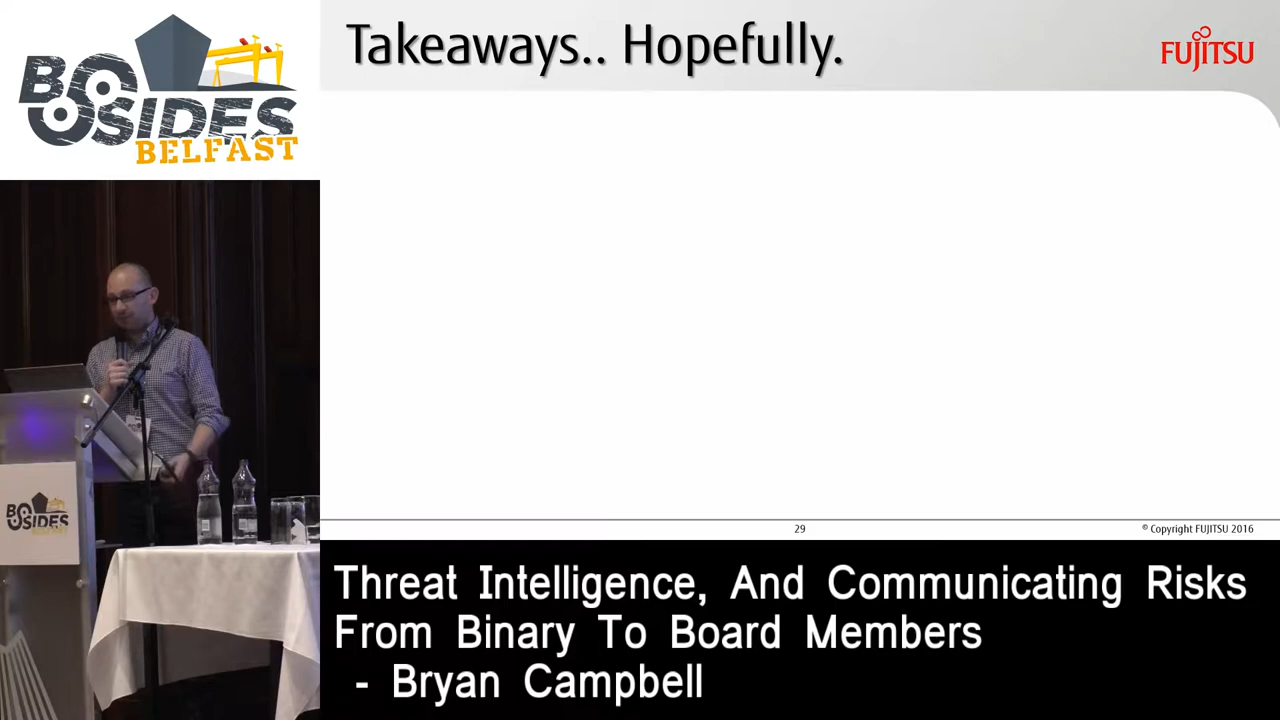 BSIDES
BELFAST
Takeaways.. Hopefully.
FUJITSU
BSIDES
BELFAST
29
© Copyright FUJITSU 2016
Threat Intelligence, And Communicating Risks
From Binary To Board Members
- Bryan Campbell